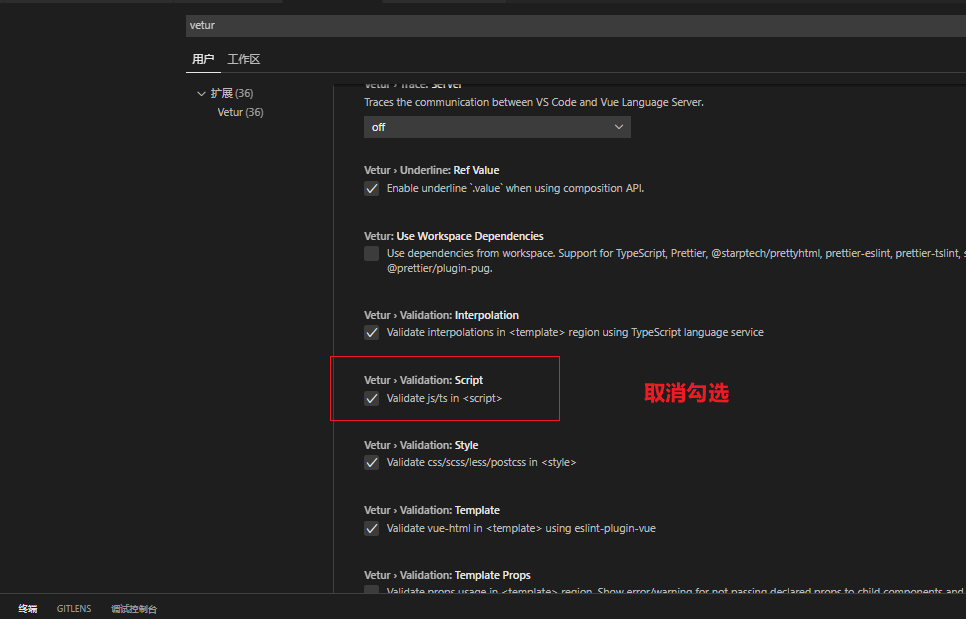 vetur
用户 工作区
扩展 (36)
Vetur (36)
Vetur › Trace: Server
Traces the communication between VS Code and Vue Language Server.
off
Vetur › Underline: Ref Value
Enable underline `.value` when using composition API.
Vetur: Use Workspace Dependencies
Use dependencies from workspace. Support for TypeScript, Prettier, @starptech/prettyhtml, prettier-eslint, prettier-tslint,
@prettier/plugin-pug.
Vetur › Validation: Interpolation
Validate interpolations in <template> region using TypeScript language service
Vetur › Validation: Script
Validate js/ts in <script>
取消勾选
Vetur › Validation: Style
Validate css/scss/less/postcss in <style>
Vetur › Validation: Template
Validate vue-html in <template> using eslint-plugin-vue
Vetur › Validation: Template Props
Validate props usage in <template> region. Show error/warning for not passing declared props to child components and
终端 GITLENS 调试控制台